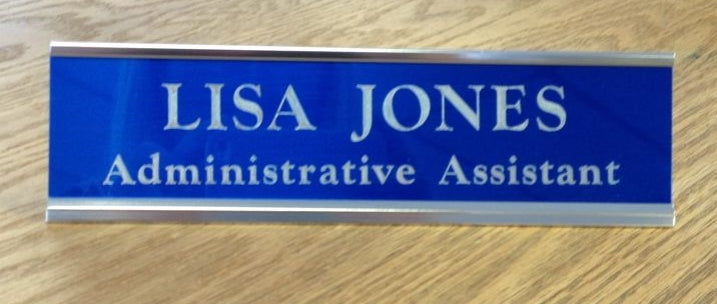 LISA JONES
Administrative Assistant